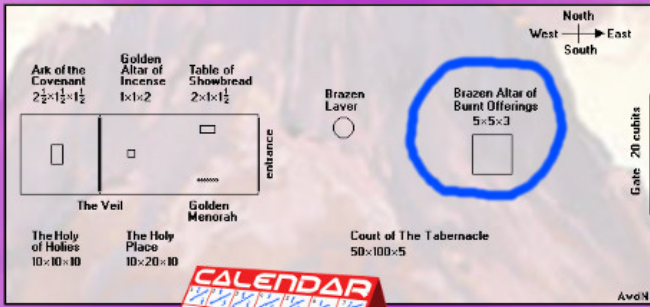 North
West East
South
Ark of the
Covenant
2½×1½×1½
Golden
Altar of
Incense
1×1×2
Table of
Showbread
2×1×1½
Brazen
Laver
Brazen Altar of
Burnt Offerings
5×5×3
entrance
Gate 20 cubits
The Veil
Golden
Menorah
The Holy
of Holies
10×10×10
The Holy
Place
10×20×10
Court of The Tabernacle
50×100×5
CALENDAR